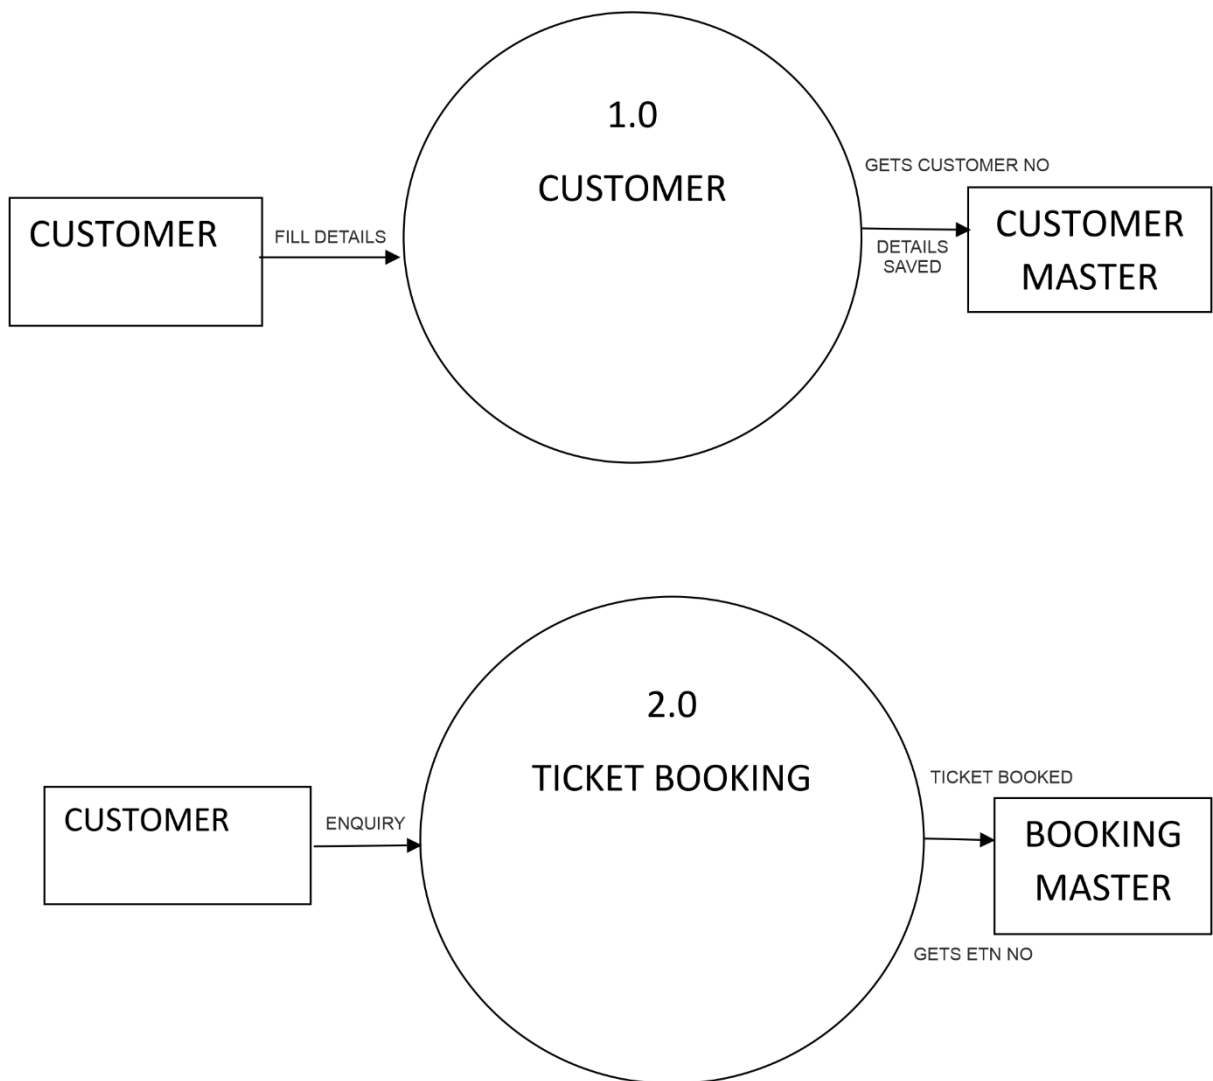 1.0
CUSTOMER
CUSTOMER
FILL DETAILS
GETS CUSTOMER NO
DETAILS
SAVED
CUSTOMER
MASTER
2.0
TICKET BOOKING
CUSTOMER
ENQUIRY
TICKET BOOKED
BOOKING
MASTER
GETS ETN NO